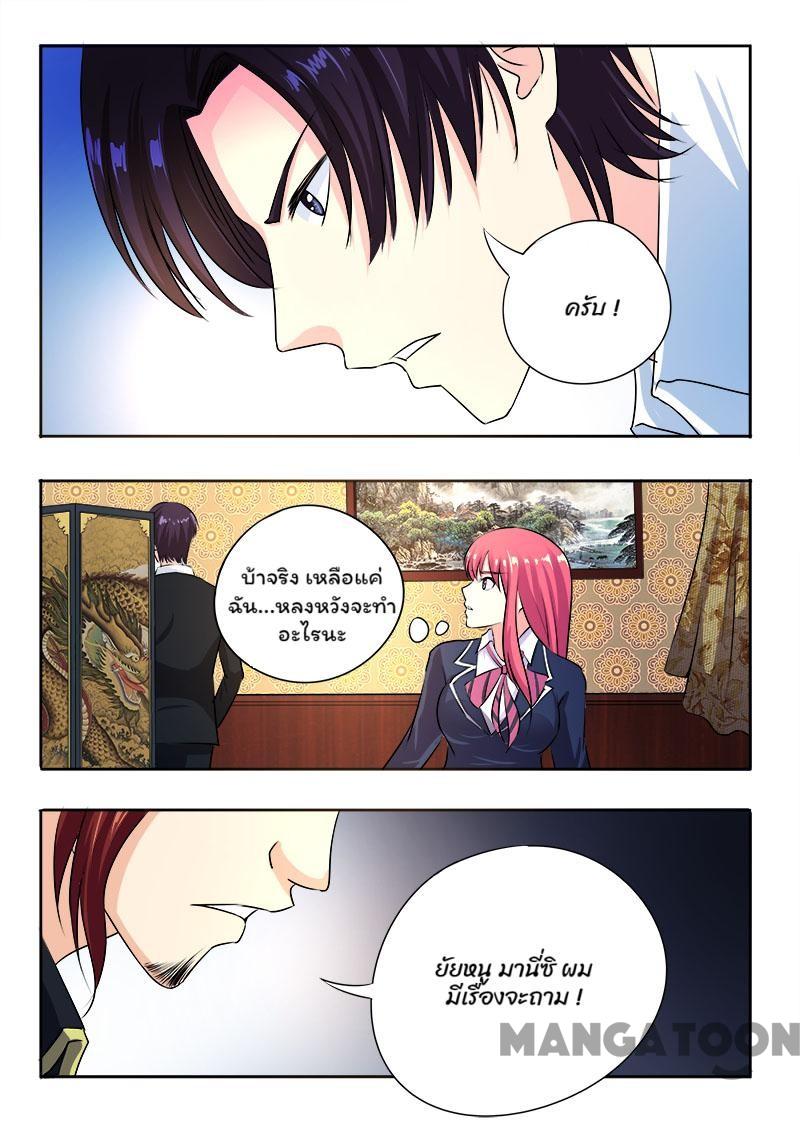 ครับ !
บ้าจริง เหลือแค่
ฉัน...หลงหวังจะทำ
อะไรนะ
ยัยหนู มานี่ซิ ผม
มีเรื่องจะถาม !
MANGATOON